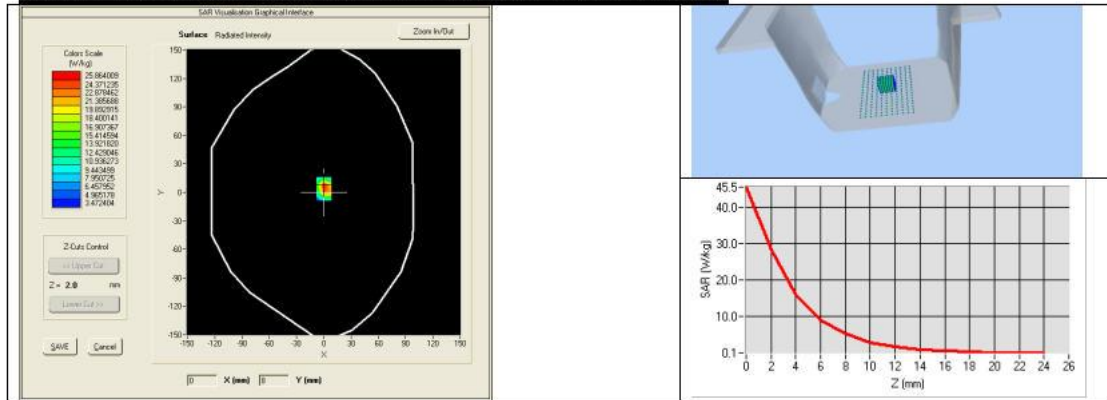 SAR Visualisation Graphical Interface
Surface Radiated Intensity
Zoom In/Out
Colors Scale
(W/kg)
25.864009
24.371235
22.878462
21.385688
19.892915
18.400141
16.907367
15.414594
13.921820
12.429046
10.936273
9.443499
7.950725
6.457952
4.965178
3.472404
150
120
90
60
30
0
-30
-60
-90
-120
-150
Y
-150 -120 -90 -60 -30 0 30 60 90 120 150
X
Z-Cuts Control
<< Upper Cut
Z = 2.0 mm
Lower Cut >>
SAVE Cancel
0 X (mm) 0 Y (mm)
SAR (W/kg)
45.5
40.0
30.0
20.0
10.0
0.1
0 2 4 6 8 10 12 14 16 18 20 22 24 26
Z (mm)